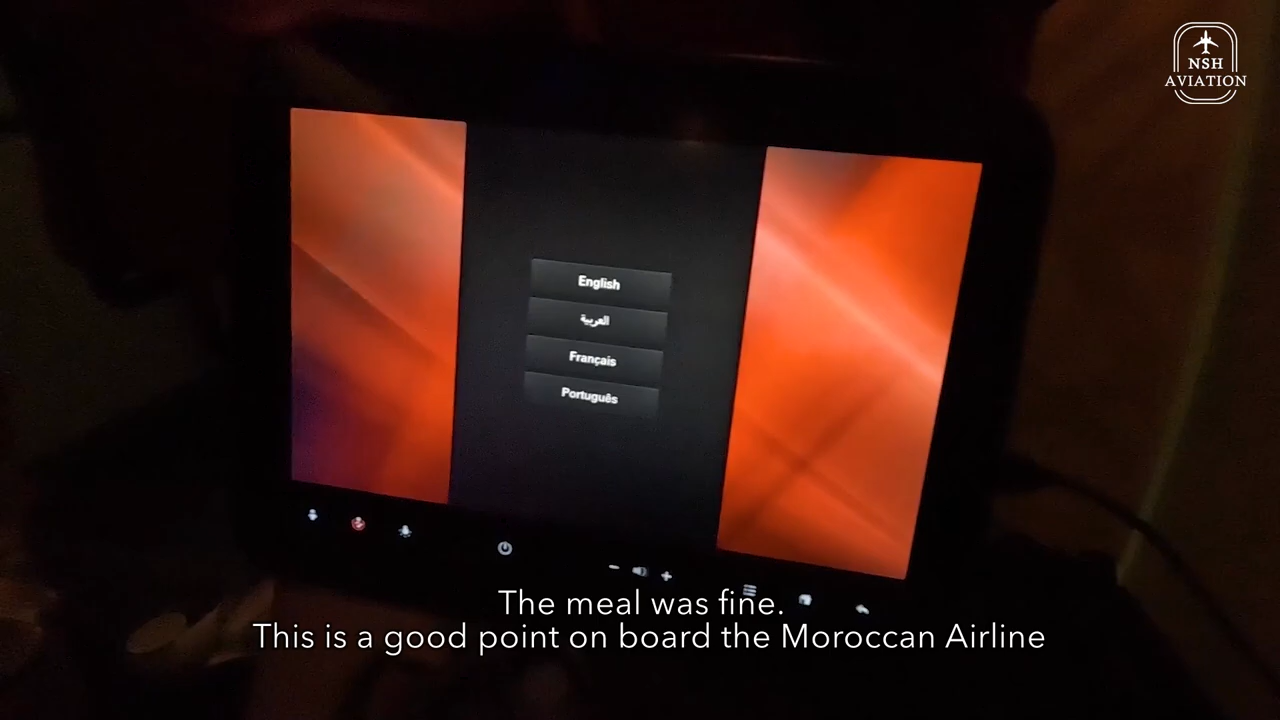 NSH
AVIATION
English
العربية
Français
Português
The meal was fine.
This is a good point on board the Moroccan Airline